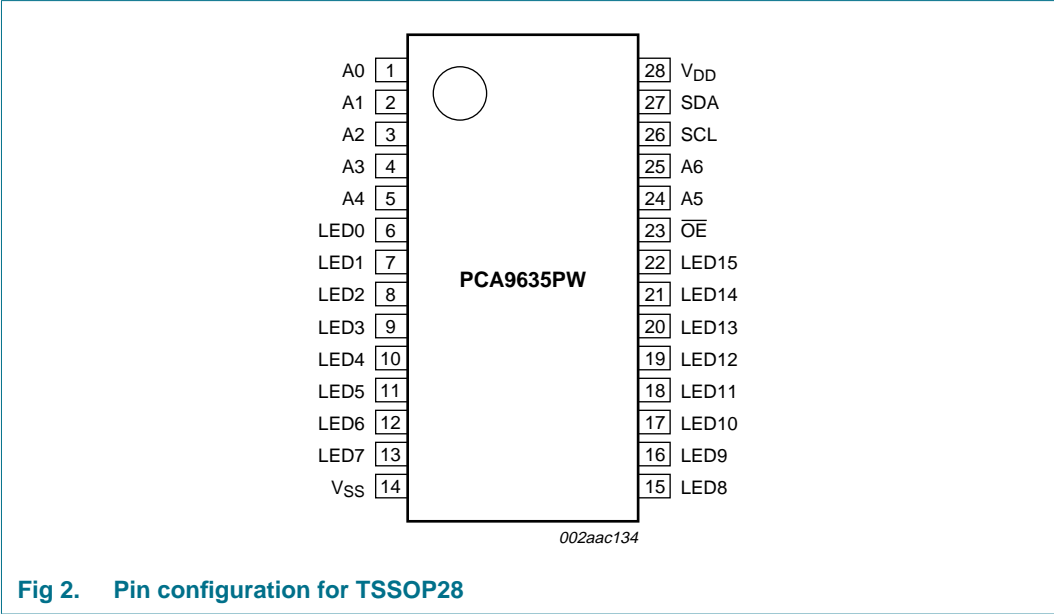 A0 1 28 VDD
A1 2 27 SDA
A2 3 26 SCL
A3 4 25 A6
A4 5 24 A5
LED0 6 23 O̅E̅
LED1 7 22 LED15
PCA9635PW
LED2 8 21 LED14
LED3 9 20 LED13
LED4 10 19 LED12
LED5 11 18 LED11
LED6 12 17 LED10
LED7 13 16 LED9
VSS 14 15 LED8
002aac134
Fig 2. Pin configuration for TSSOP28